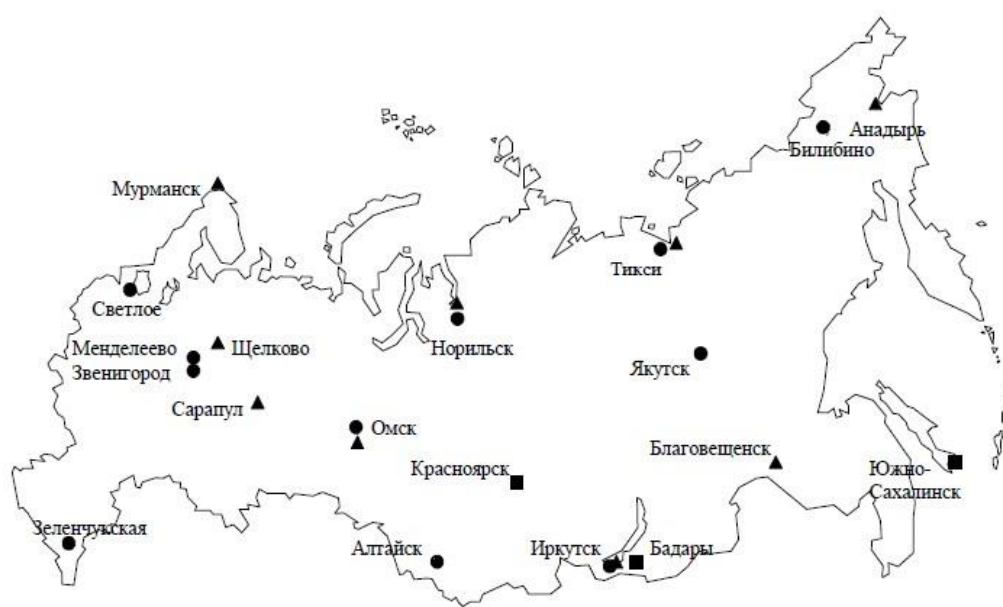 Анадырь
Билибино
Мурманск
Тикси
Светлое
Норильск
Менделеево
Щелково
Звенигород
Якутск
Сарапул
Омск
Благовещенск
Красноярск
Южно-
Сахалинск
Зеленчукская
Алтайск
Иркутск
Бадары